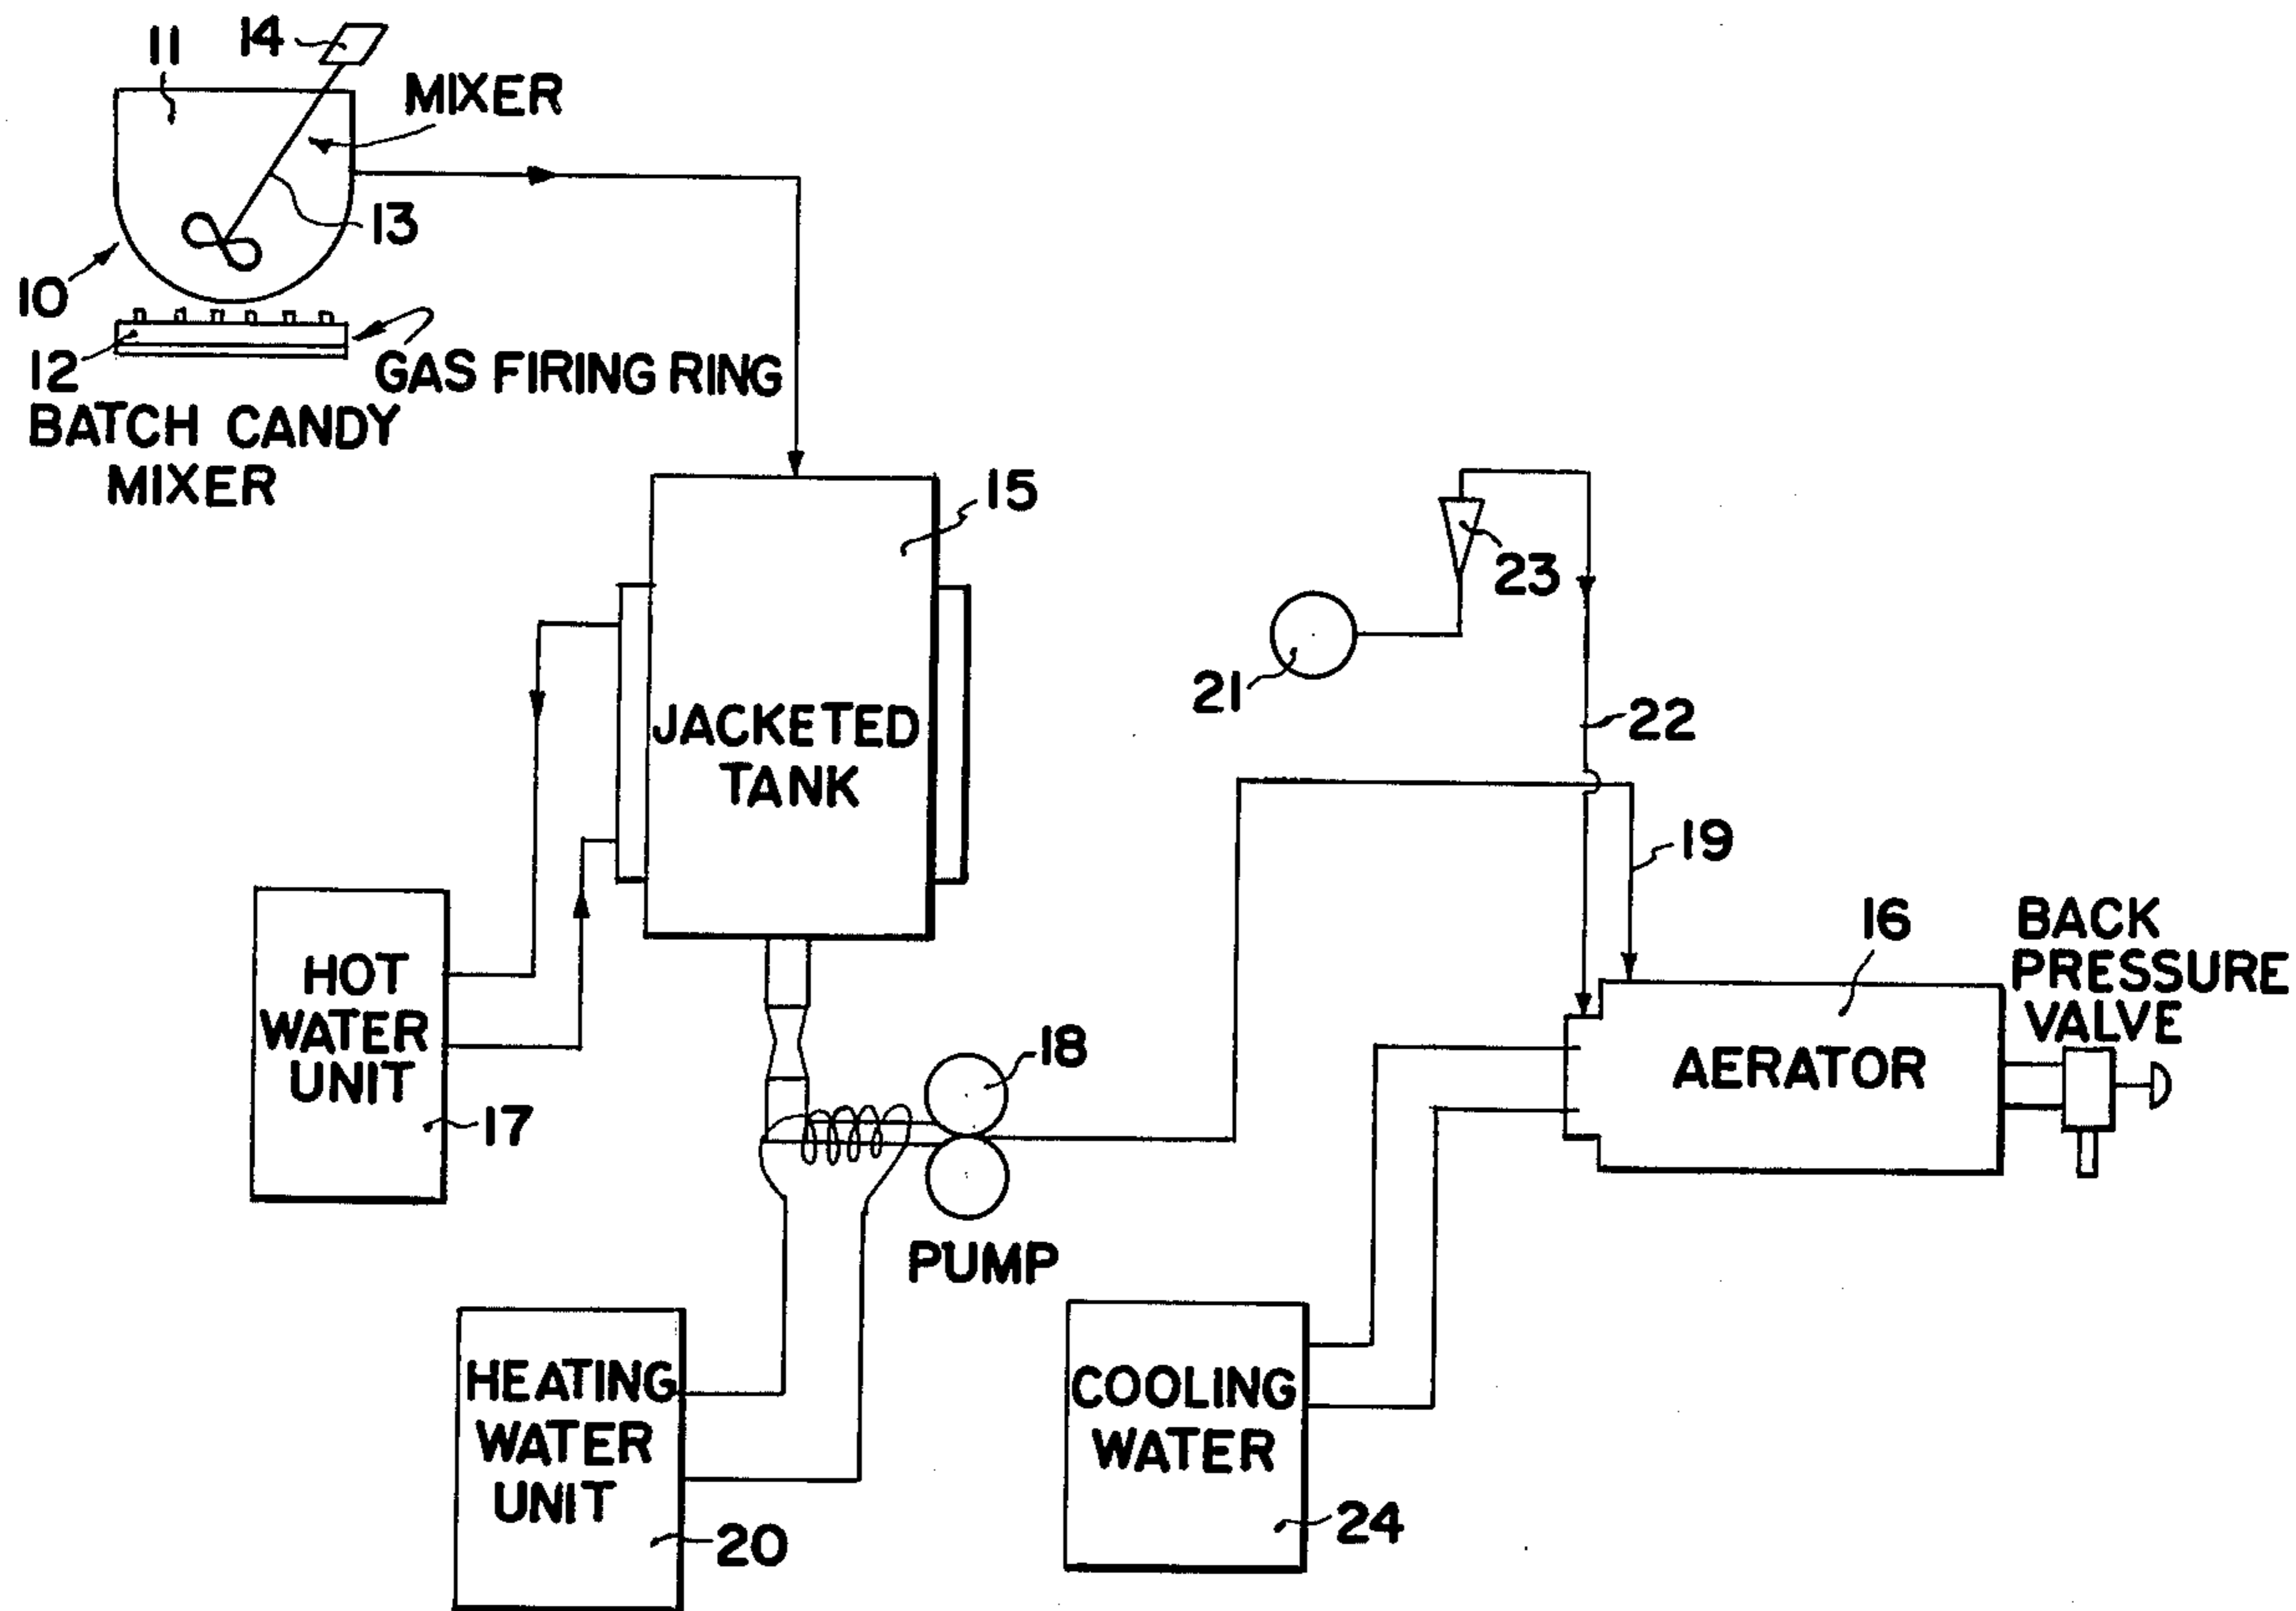 11
14
MIXER
13
10
12
GAS FIRING RING
BATCH CANDY
MIXER
15
23
21
JACKETED
TANK
22
19
16
BACK
PRESSURE
VALVE
HOT
WATER
UNIT
17
18
AERATOR
PUMP
HEATING
WATER
UNIT
20
COOLING
WATER
24